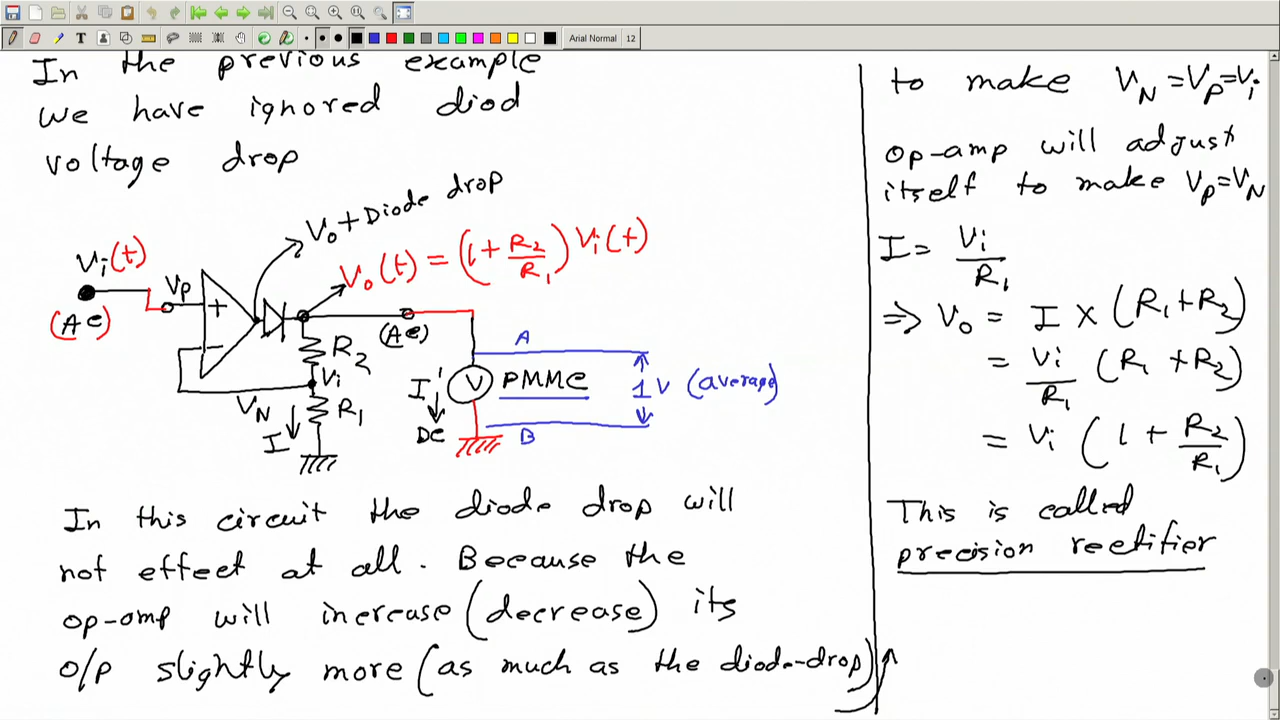 Arial Normal 12
In the previous example
we have ignored diod
voltage drop
Vo + Diode drop
Vo(t) = (1 + R2/R1) Vi(t)
Vi(t)
(AC)
Vp
+
−
(AC)
R2
Vi
VN
I
R1
I'
DC
V
PMMC
A
B
1V (average)
In this circuit the diode drop will
not effect at all. Because the
op-amp will increase (decrease) its
o/p slightly more (as much as the diode-drop)
to make VN = Vp = Vi
op-amp will adjust
itself to make Vp = VN
I = Vi/R1
⇒ Vo = I × (R1 + R2)
= Vi/R1 (R1 + R2)
= Vi (1 + R2/R1)
This is called
precision rectifier